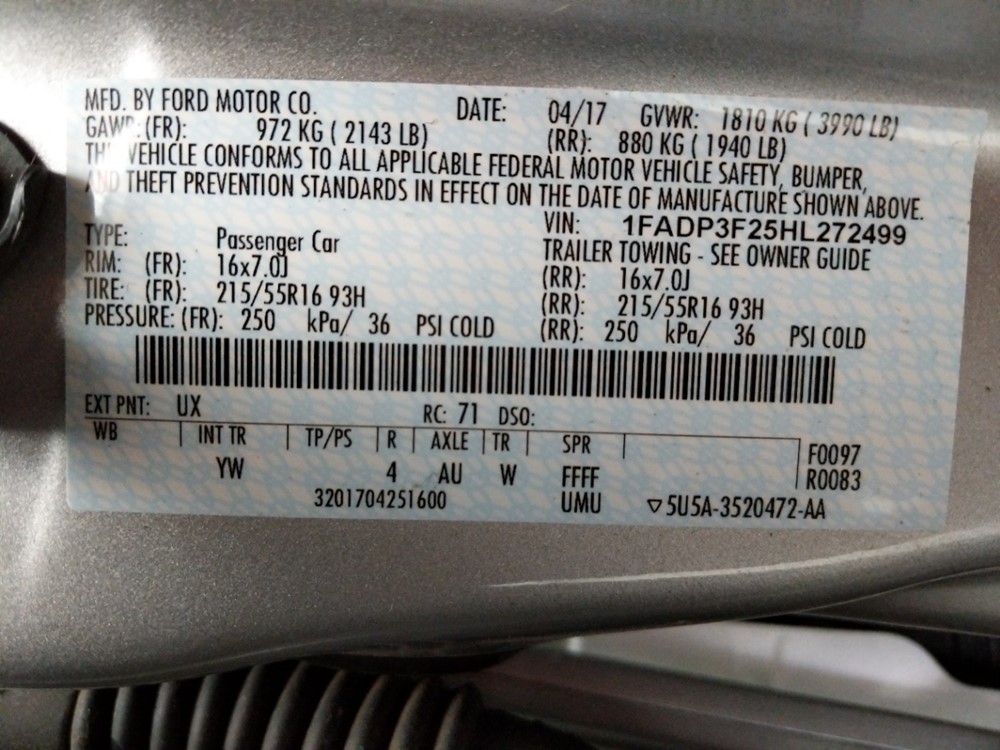 MFD. BY FORD MOTOR CO. DATE: 04/17 GVWR: 1810 KG ( 3990 LB)
GAWR: (FR): 972 KG ( 2143 LB) (RR): 880 KG ( 1940 LB)
THIS VEHICLE CONFORMS TO ALL APPLICABLE FEDERAL MOTOR VEHICLE SAFETY, BUMPER,
AND THEFT PREVENTION STANDARDS IN EFFECT ON THE DATE OF MANUFACTURE SHOWN ABOVE.
VIN: 1FADP3F25HL272499
TYPE: Passenger Car TRAILER TOWING - SEE OWNER GUIDE
RIM: (FR): 16x7.0J (RR): 16x7.0J
TIRE: (FR): 215/55R16 93H (RR): 215/55R16 93H
PRESSURE: (FR): 250 kPa/ 36 PSI COLD (RR): 250 kPa/ 36 PSI COLD
EXT PNT: UX RC: 71 DSO:
WB INT TR TP/PS R AXLE TR SPR F0097
YW 4 AU W FFFF R0083
3201704251600 UMU ▽5U5A-3520472-AA